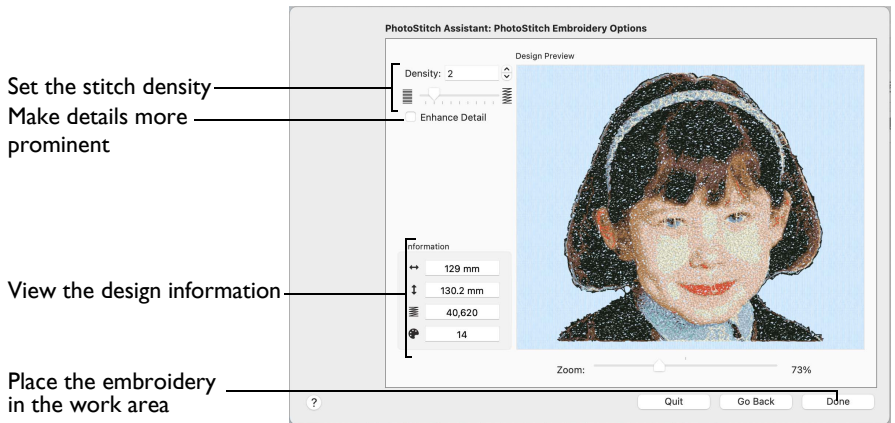 PhotoStitch Assistant: PhotoStitch Embroidery Options
Design Preview
Density: 2
Set the stitch density
Make details more
prominent
Enhance Detail
nformation
129 mm
130.2 mm
View the design information
40,620
14
Zoom: 73%
Place the embroidery
in the work area
? Quit Go Back Done